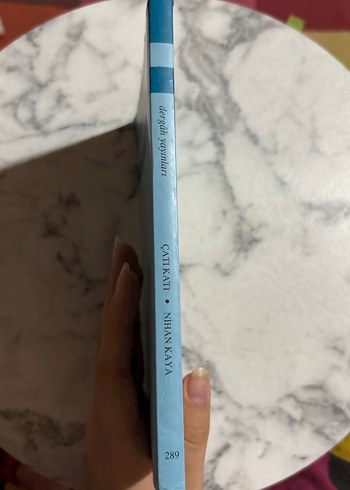 dergâh yayınları
ÇATI KATI • NİHAN KAYA
289